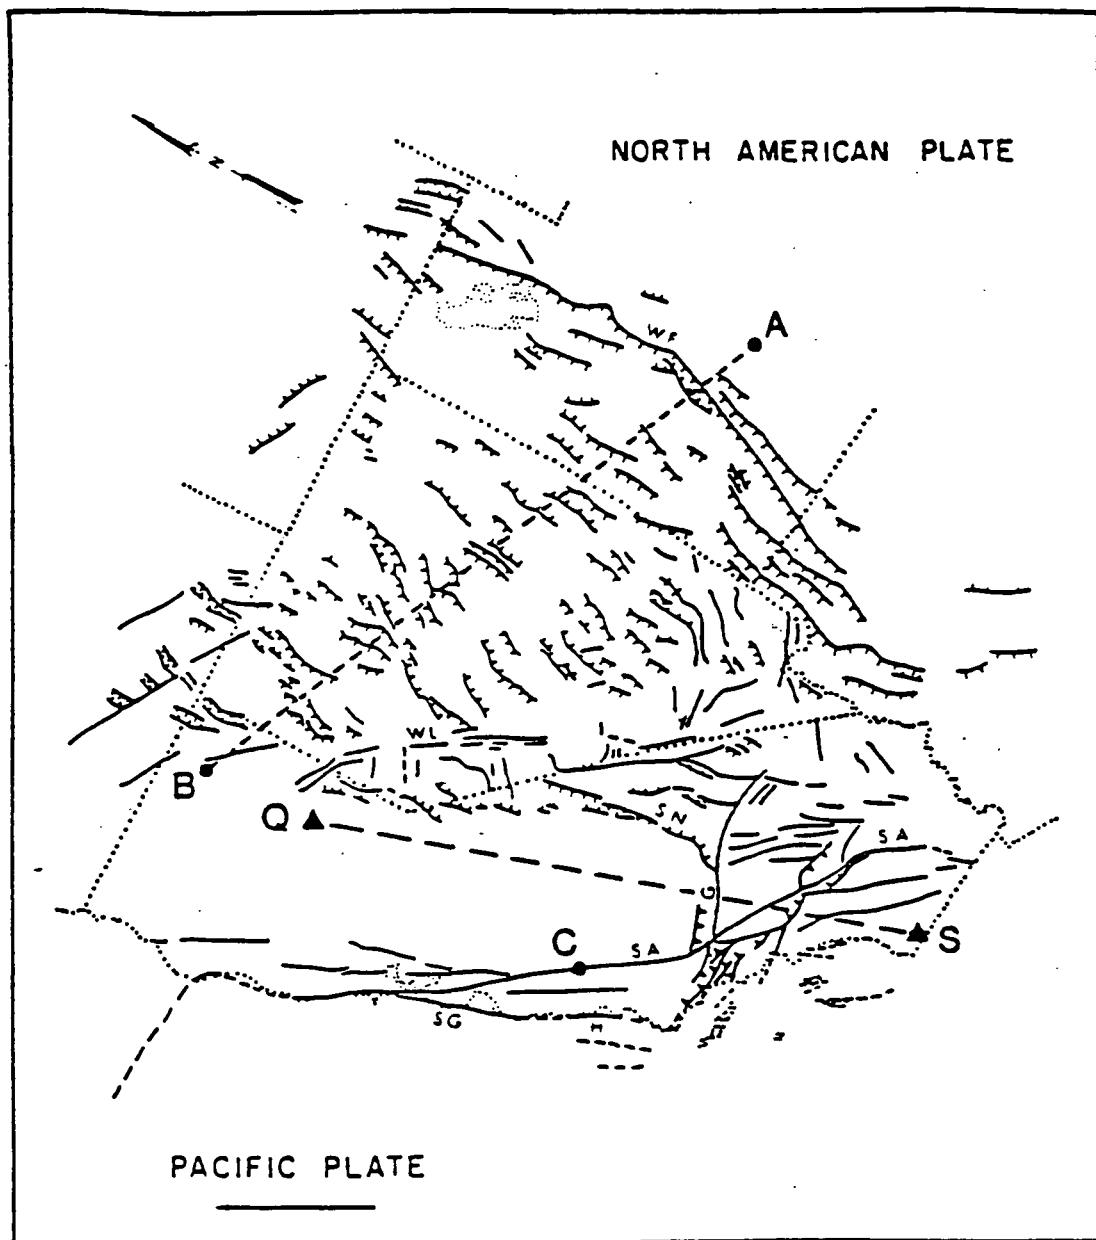 NORTH AMERICAN PLATE
N
A
WF
B
WL
Q
SN
SA
G
S
C
SA
SG
H
PACIFIC PLATE